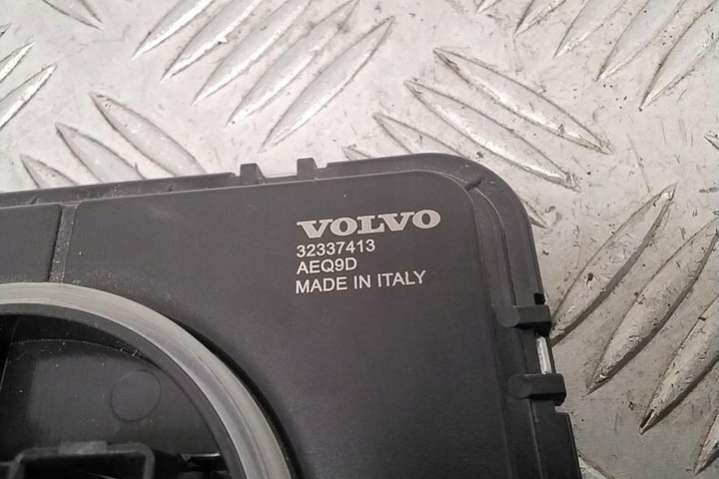 VOLVO
32337413
AEQ9D
MADE IN ITALY